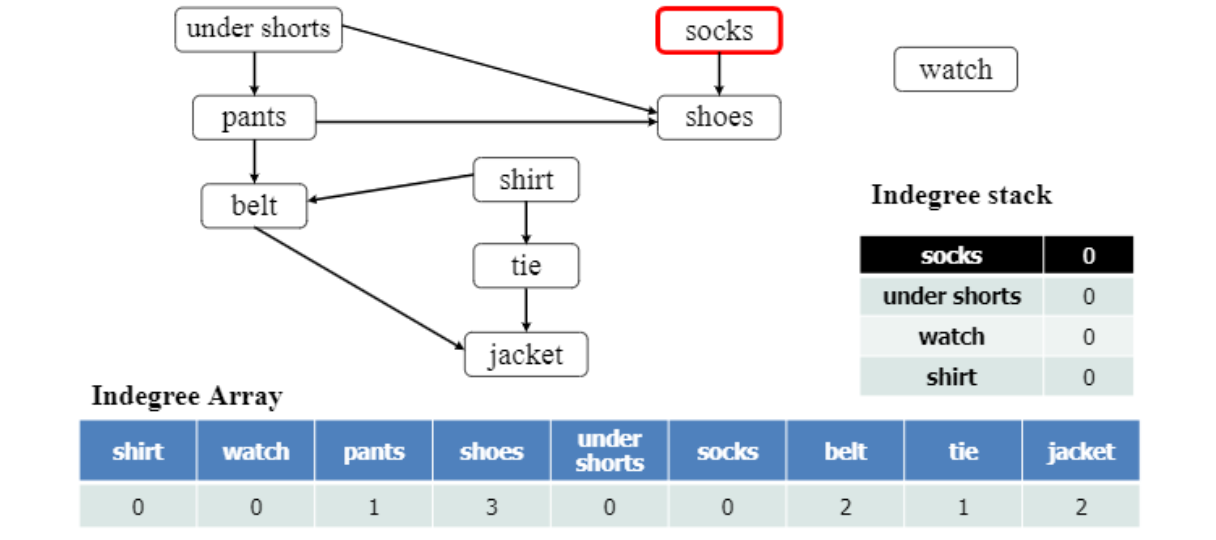 under shorts
socks
watch
pants
shoes
shirt
belt
tie
jacket
Indegree stack
socks 0
under shorts 0
watch 0
shirt 0
Indegree Array
shirt watch pants shoes under shorts socks belt tie jacket
0 0 1 3 0 0 2 1 2